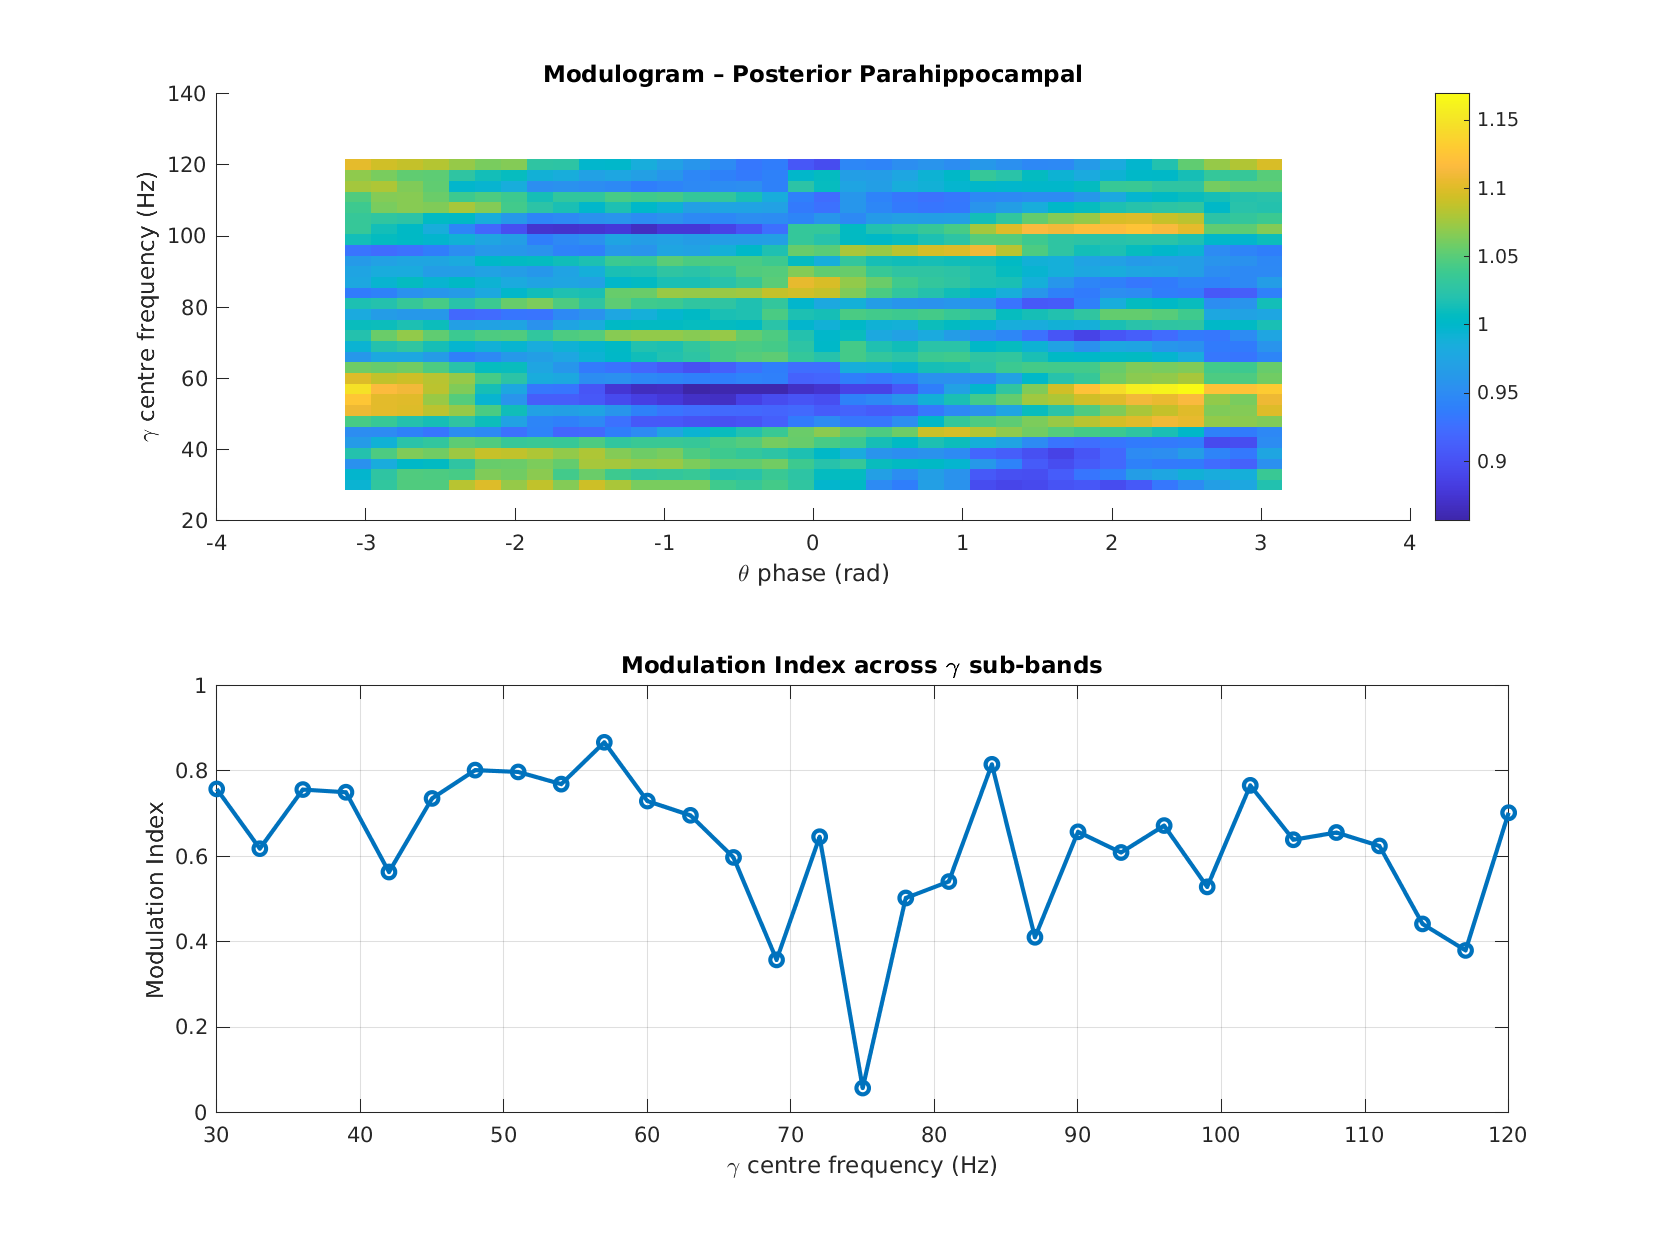 Modulogram – Posterior Parahippocampal
140
120
100
80
60
40
20
γ centre frequency (Hz)
-4 -3 -2 -1 0 1 2 3 4
θ phase (rad)
1.15
1.1
1.05
1
0.95
0.9
Modulation Index across γ sub-bands
1
0.8
0.6
0.4
0.2
0
Modulation Index
30 40 50 60 70 80 90 100 110 120
γ centre frequency (Hz)